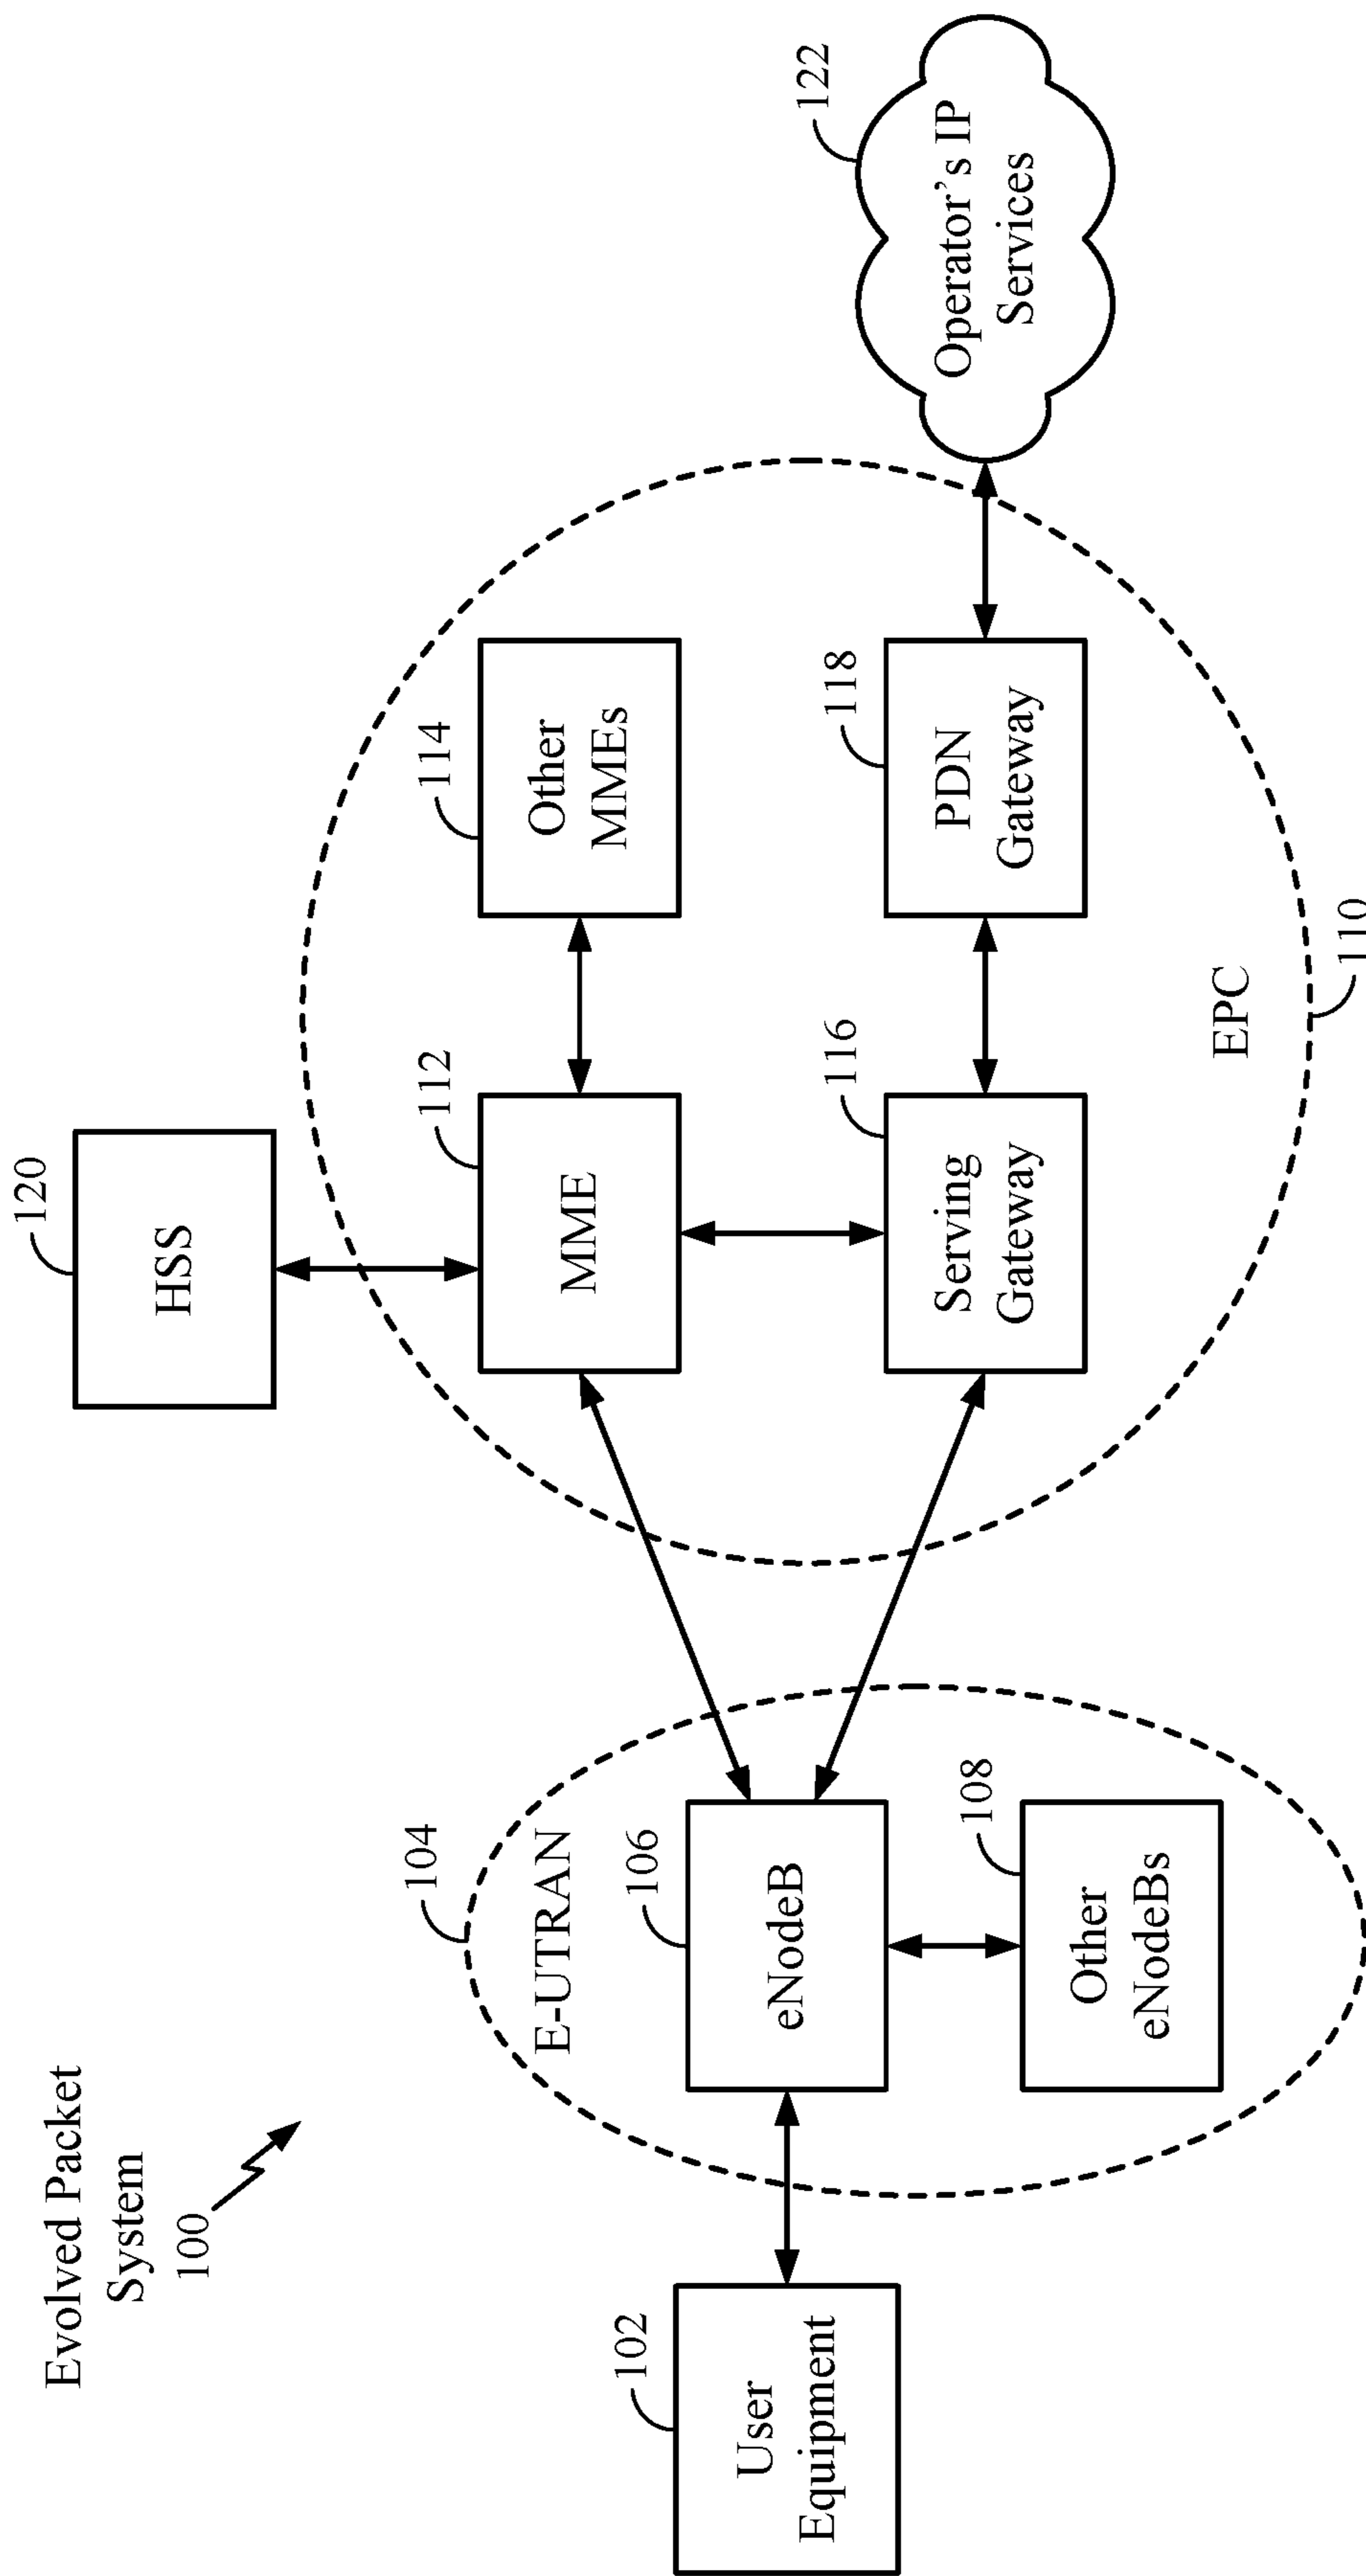 Evolved Packet
System
100
102
User
Equipment
104
E-UTRAN
106
eNodeB
108
Other
eNodeBs
120
HSS
112
MME
114
Other
MMEs
116
Serving
Gateway
118
PDN
Gateway
EPC
110
122
Operator’s IP
Services